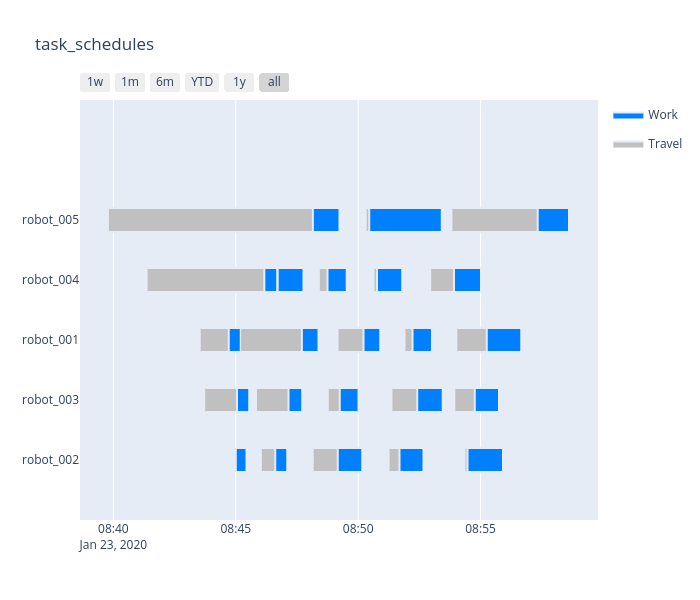 task_schedules
1w 1m 6m YTD 1y all
Work
Travel
robot_005
robot_004
robot_001
robot_003
robot_002
08:40 08:45 08:50 08:55
Jan 23, 2020